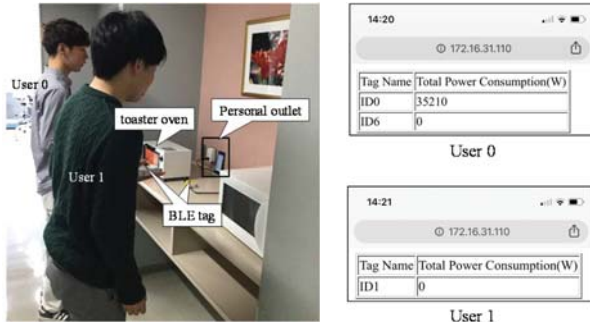 User 0
toaster oven
Personal outlet
User 1
BLE tag
14:20
172.16.31.110
Tag Name Total Power Consumption(W)
ID0 35210
ID6 0
User 0
14:21
172.16.31.110
Tag Name Total Power Consumption(W)
ID1 0
User 1